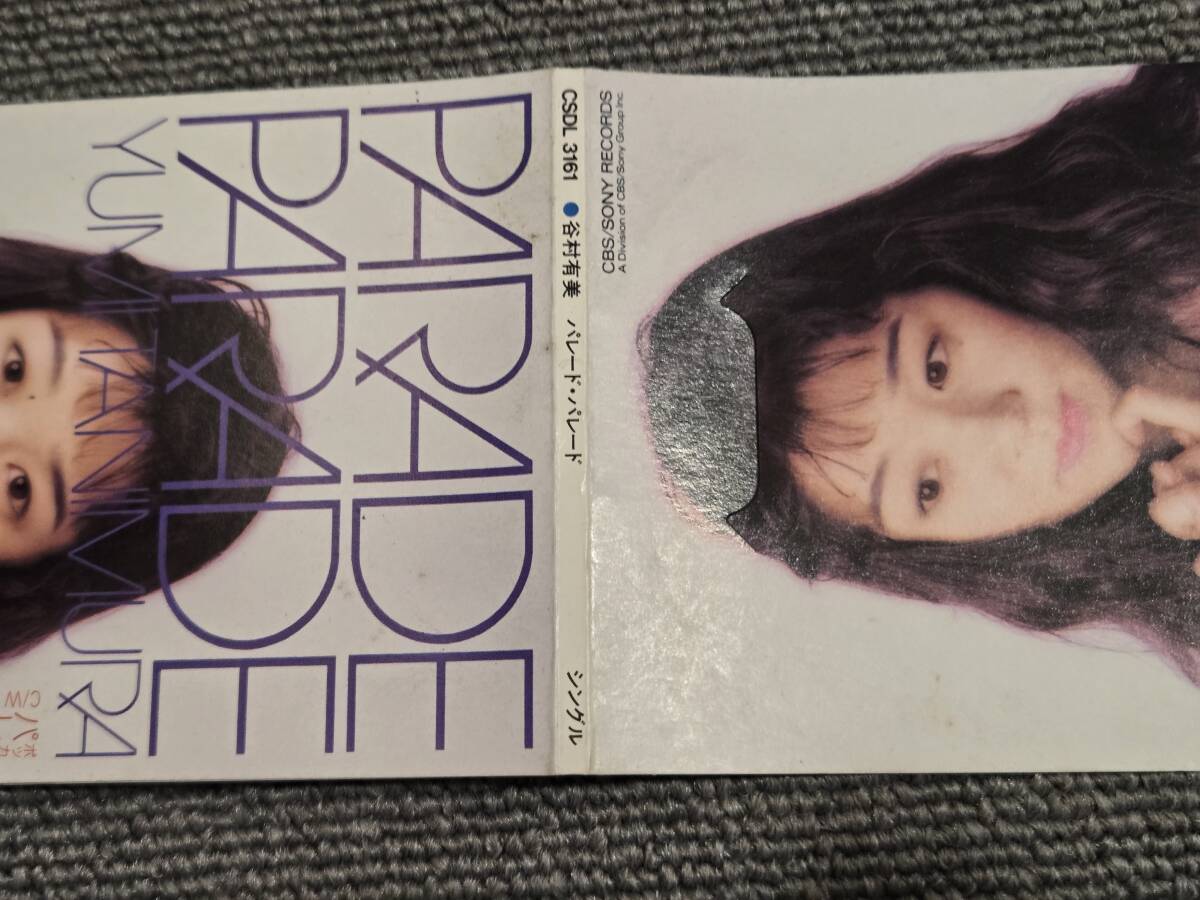 PARADE
PARADE
YUMI TANIMURA
C/W
CSDL 3161 ● 谷村有美 パレード・パレード シングル
CBS/SONY RECORDS
A Division of CBS/Sony Group Inc.